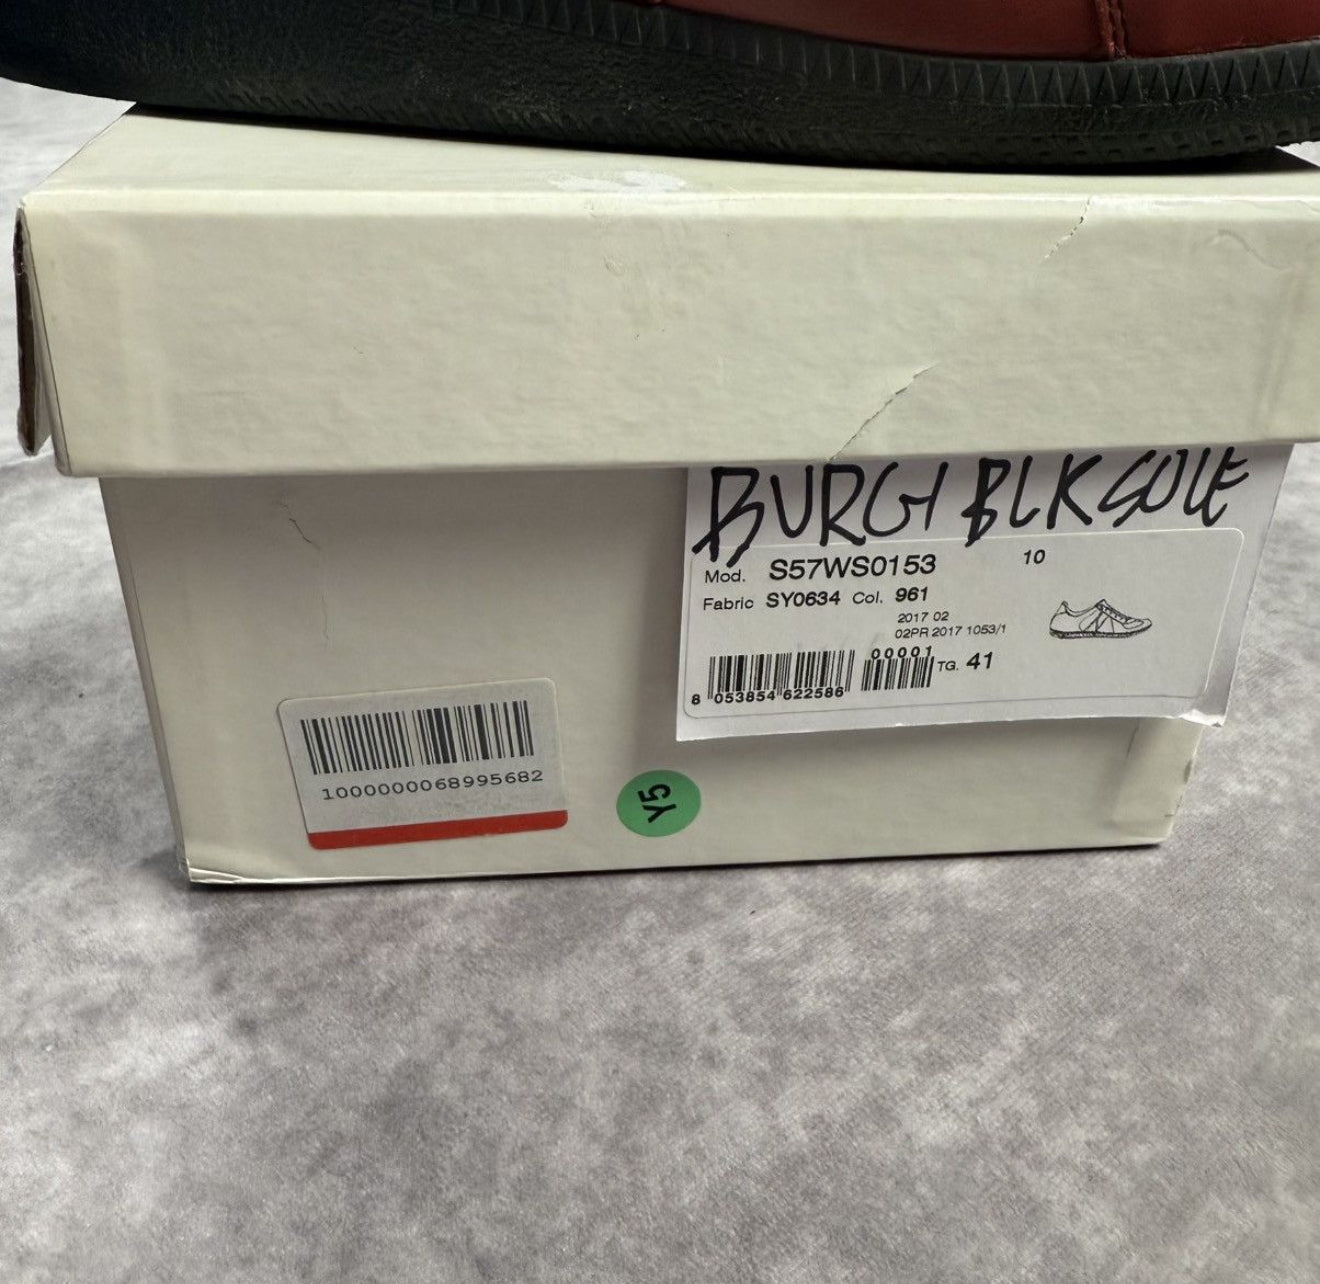 BURG BLK SOLE
Mod. S57WS0153 10
Fabric SY0634 Col. 961
2017 02
02PR 2017 1053/1
00001
TG. 41
8 053854 622586
1000000068995682
Y5